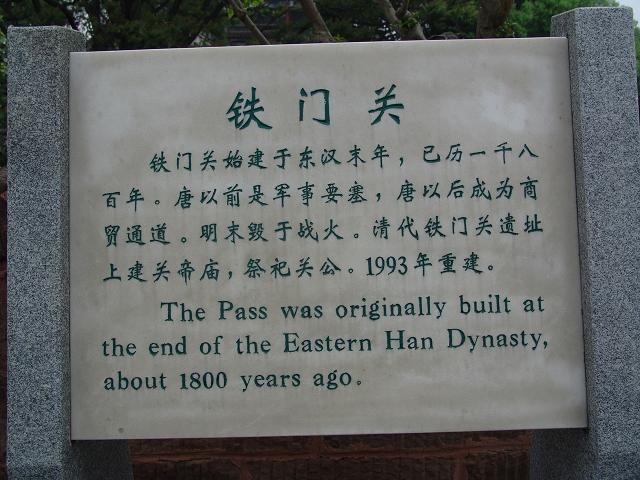 铁门关
铁门关始建于东汉末年，已历一千八
百年。唐以前是军事要塞，唐以后成为商
贸通道。明末毁于战火。清代铁门关遗址
上建关帝庙，祭祀关公。1993年重建。
The Pass was originally built at
the end of the Eastern Han Dynasty,
about 1800 years ago.